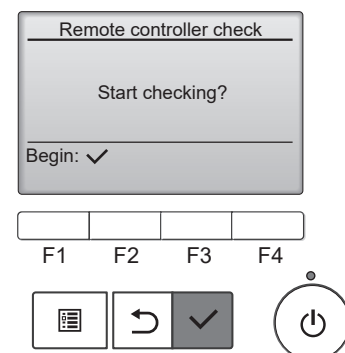 Remote controller check
Start checking?
Begin: ✓
F1 F2 F3 F4